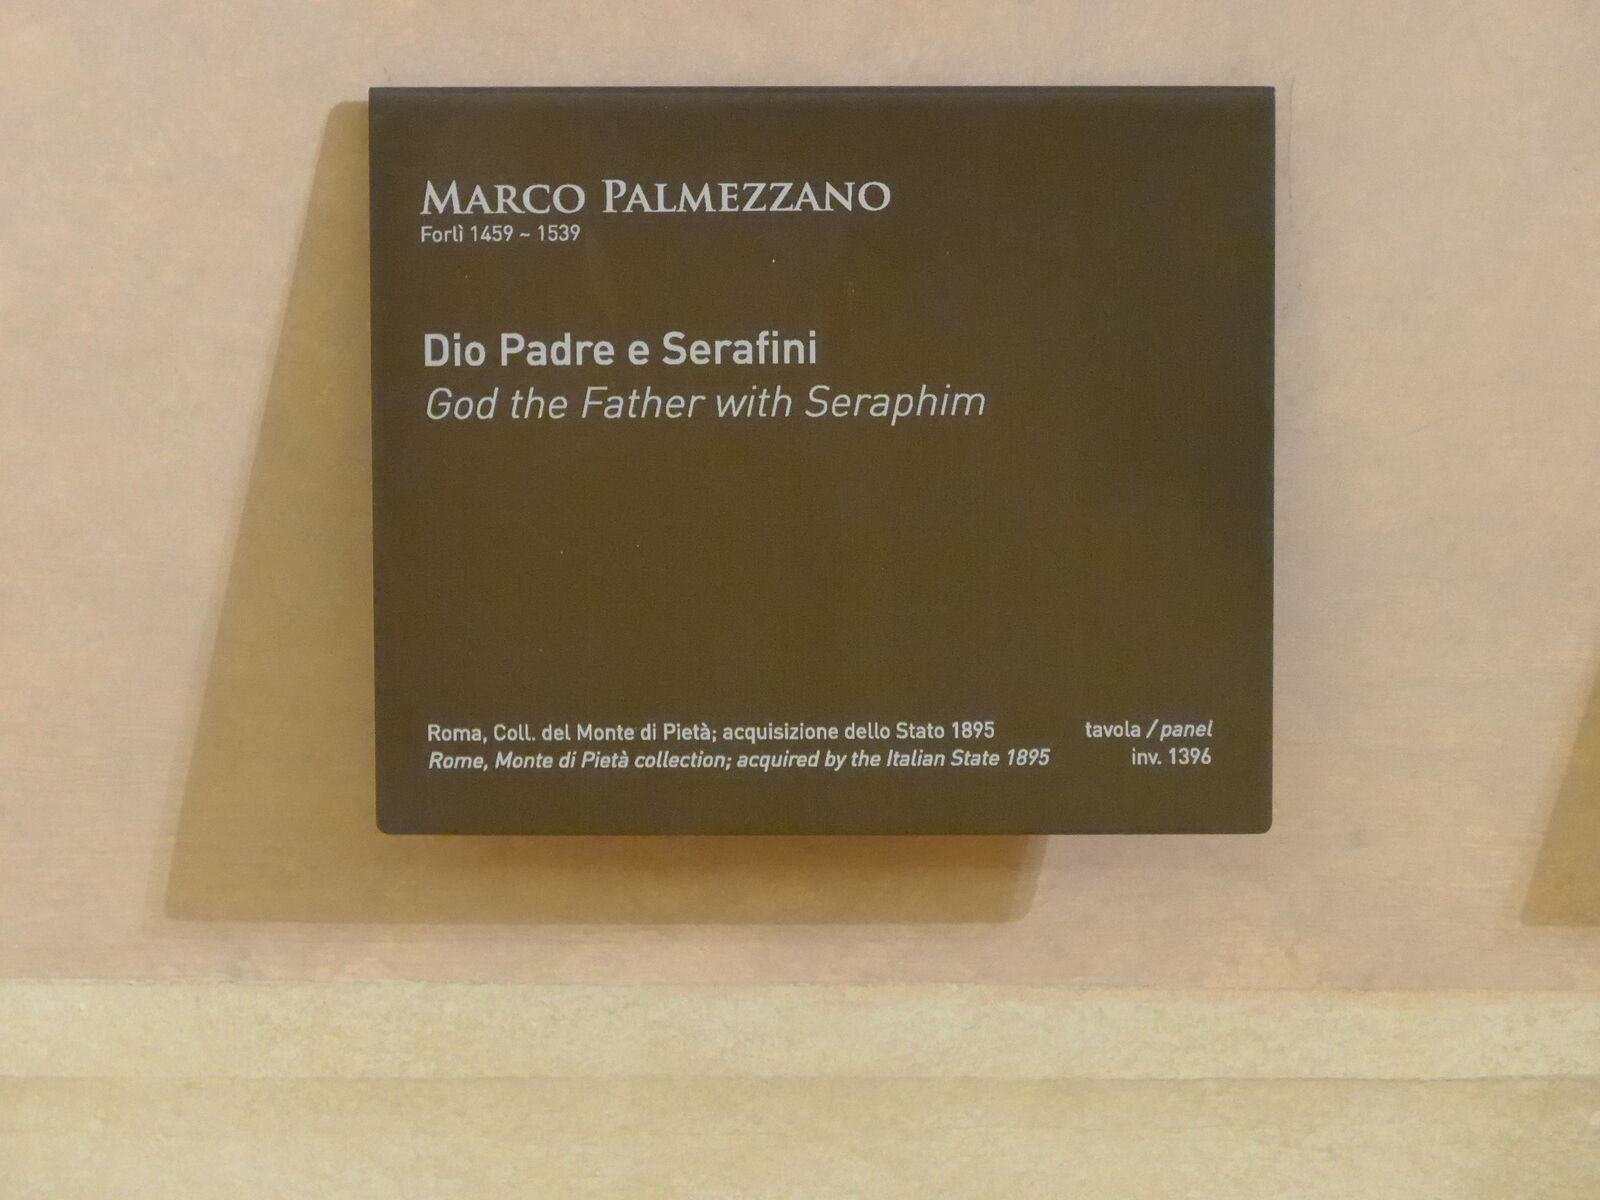 MARCO PALMEZZANO
Forlì 1459 ~ 1539
Dio Padre e Serafini
God the Father with Seraphim
Roma, Coll. del Monte di Pietà; acquisizione dello Stato 1895
Rome, Monte di Pietà collection; acquired by the Italian State 1895
tavola / panel
inv. 1396